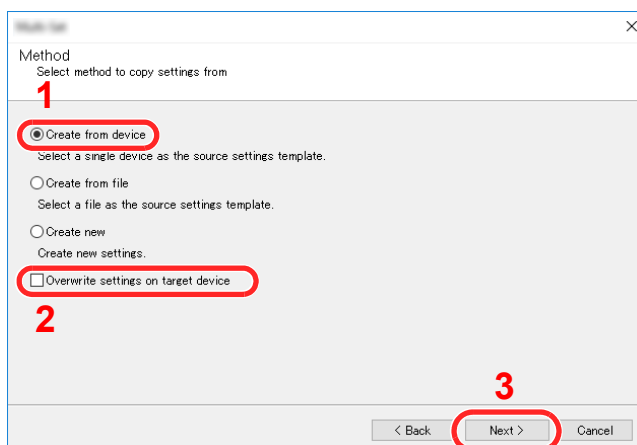 Method
Select method to copy settings from
1
Create from device
Select a single device as the source settings template.
Create from file
Select a file as the source settings template.
Create new
Create new settings.
Overwrite settings on target device
2
3
< Back Next > Cancel